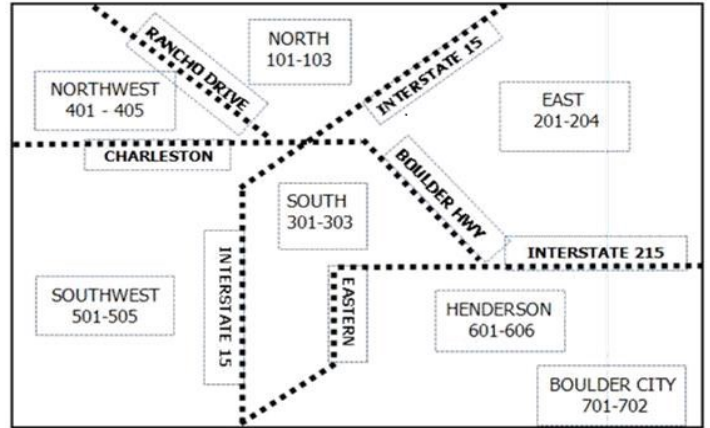 NORTH
101-103
RANCHO DRIVE
INTERSTATE 15
NORTHWEST
401 - 405
EAST
201-204
CHARLESTON
BOULDER HWY
SOUTH
301-303
INTERSTATE 215
INTERSTATE 15
EASTERN
SOUTHWEST
501-505
HENDERSON
601-606
BOULDER CITY
701-702